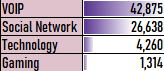 VOIP 42,875
Social Network 26,638
Technology 4,260
Gaming 1,314